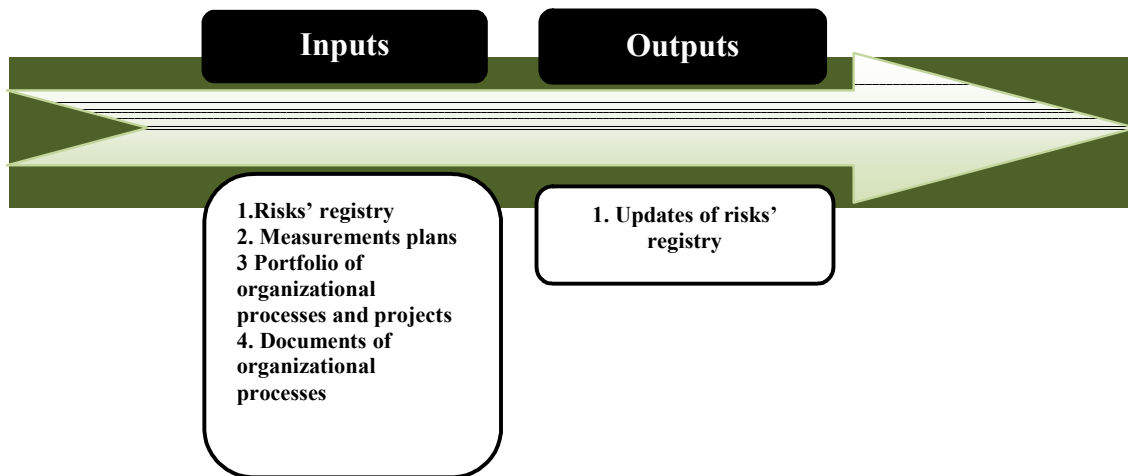 Inputs
Outputs
1.Risks’ registry
2. Measurements plans
3 Portfolio of
organizational
processes and projects
4. Documents of
organizational
processes
1. Updates of risks’
registry